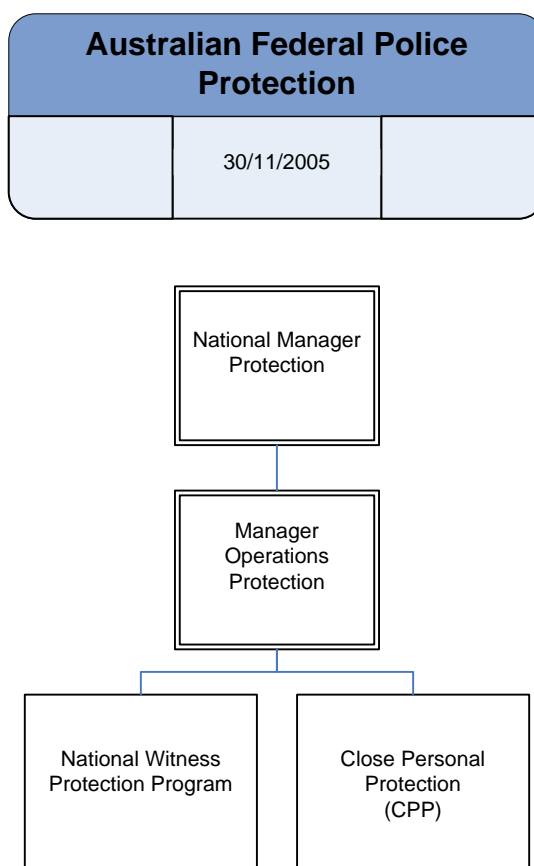 Australian Federal Police
Protection
30/11/2005
National Manager
Protection
Manager
Operations
Protection
National Witness
Protection Program
Close Personal
Protection
(CPP)